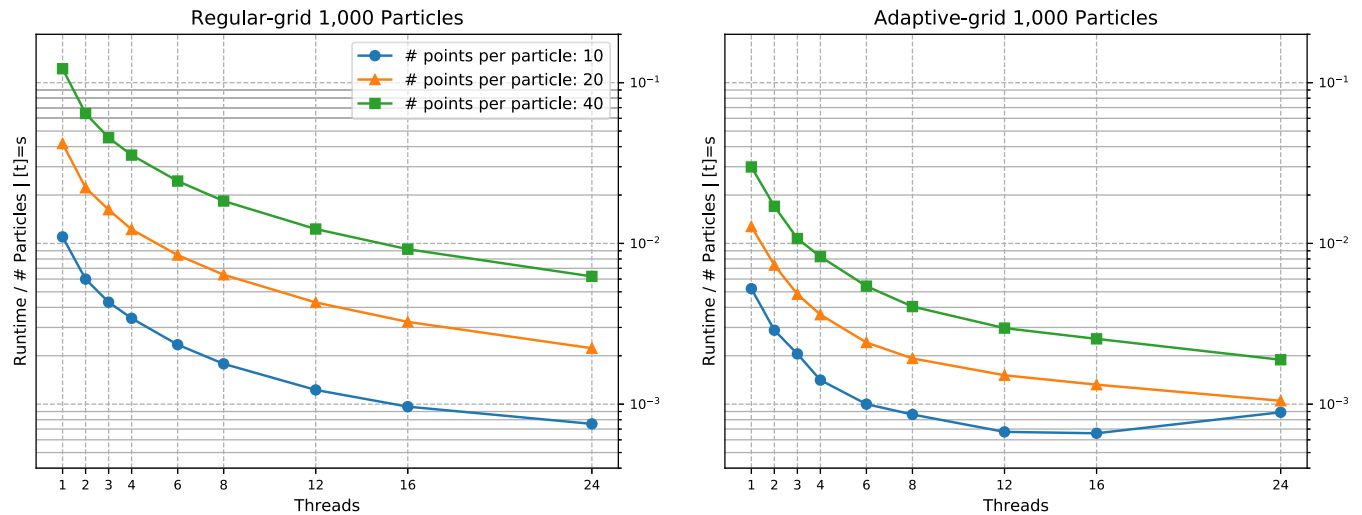 Regular-grid 1,000 Particles
# points per particle: 10
# points per particle: 20
# points per particle: 40
Runtime / # Particles | [t]=s
10⁻¹
10⁻²
10⁻³
1 2 3 4 6 8 12 16 24
Threads
Adaptive-grid 1,000 Particles
Runtime / # Particles | [t]=s
10⁻¹
10⁻²
10⁻³
1 2 3 4 6 8 12 16 24
Threads